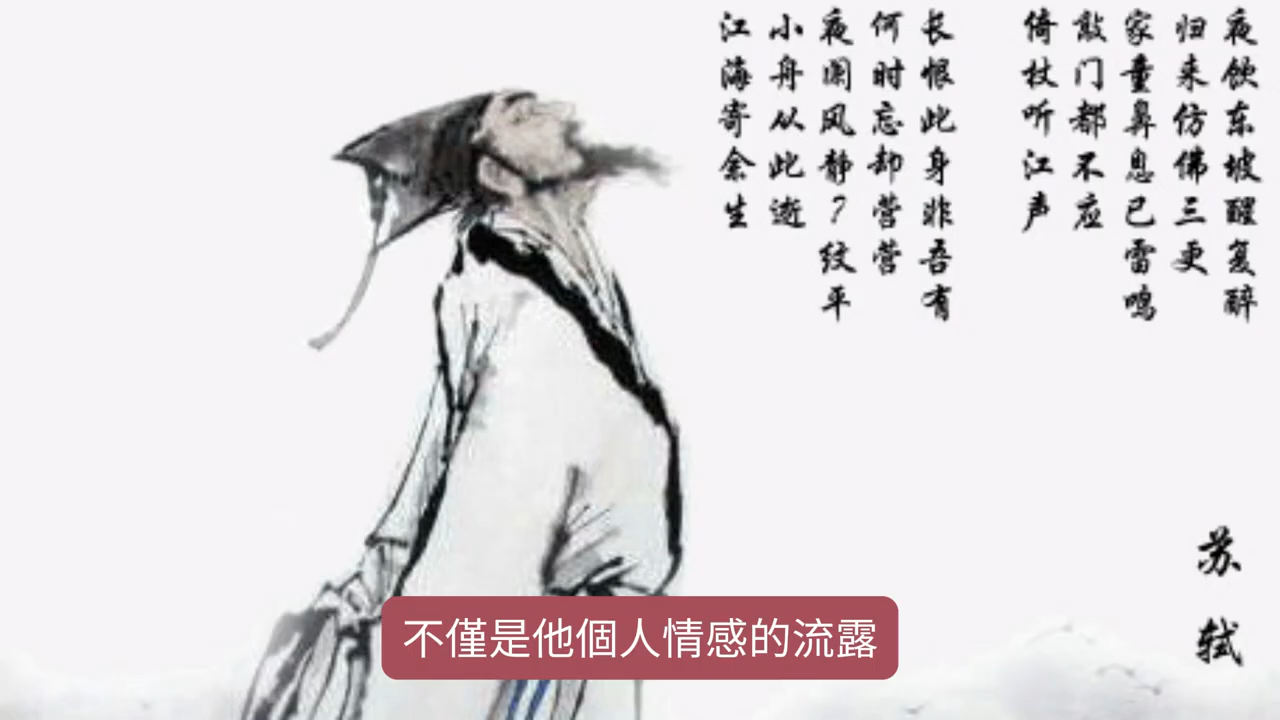 夜饮东坡醒复醉
归来仿佛三更
家童鼻息已雷鸣
敲门都不应
倚杖听江声
长恨此身非吾有
何时忘却营营
夜阑风静?纹平
小舟从此逝
江海寄余生
苏轼
不僅是他個人情感的流露